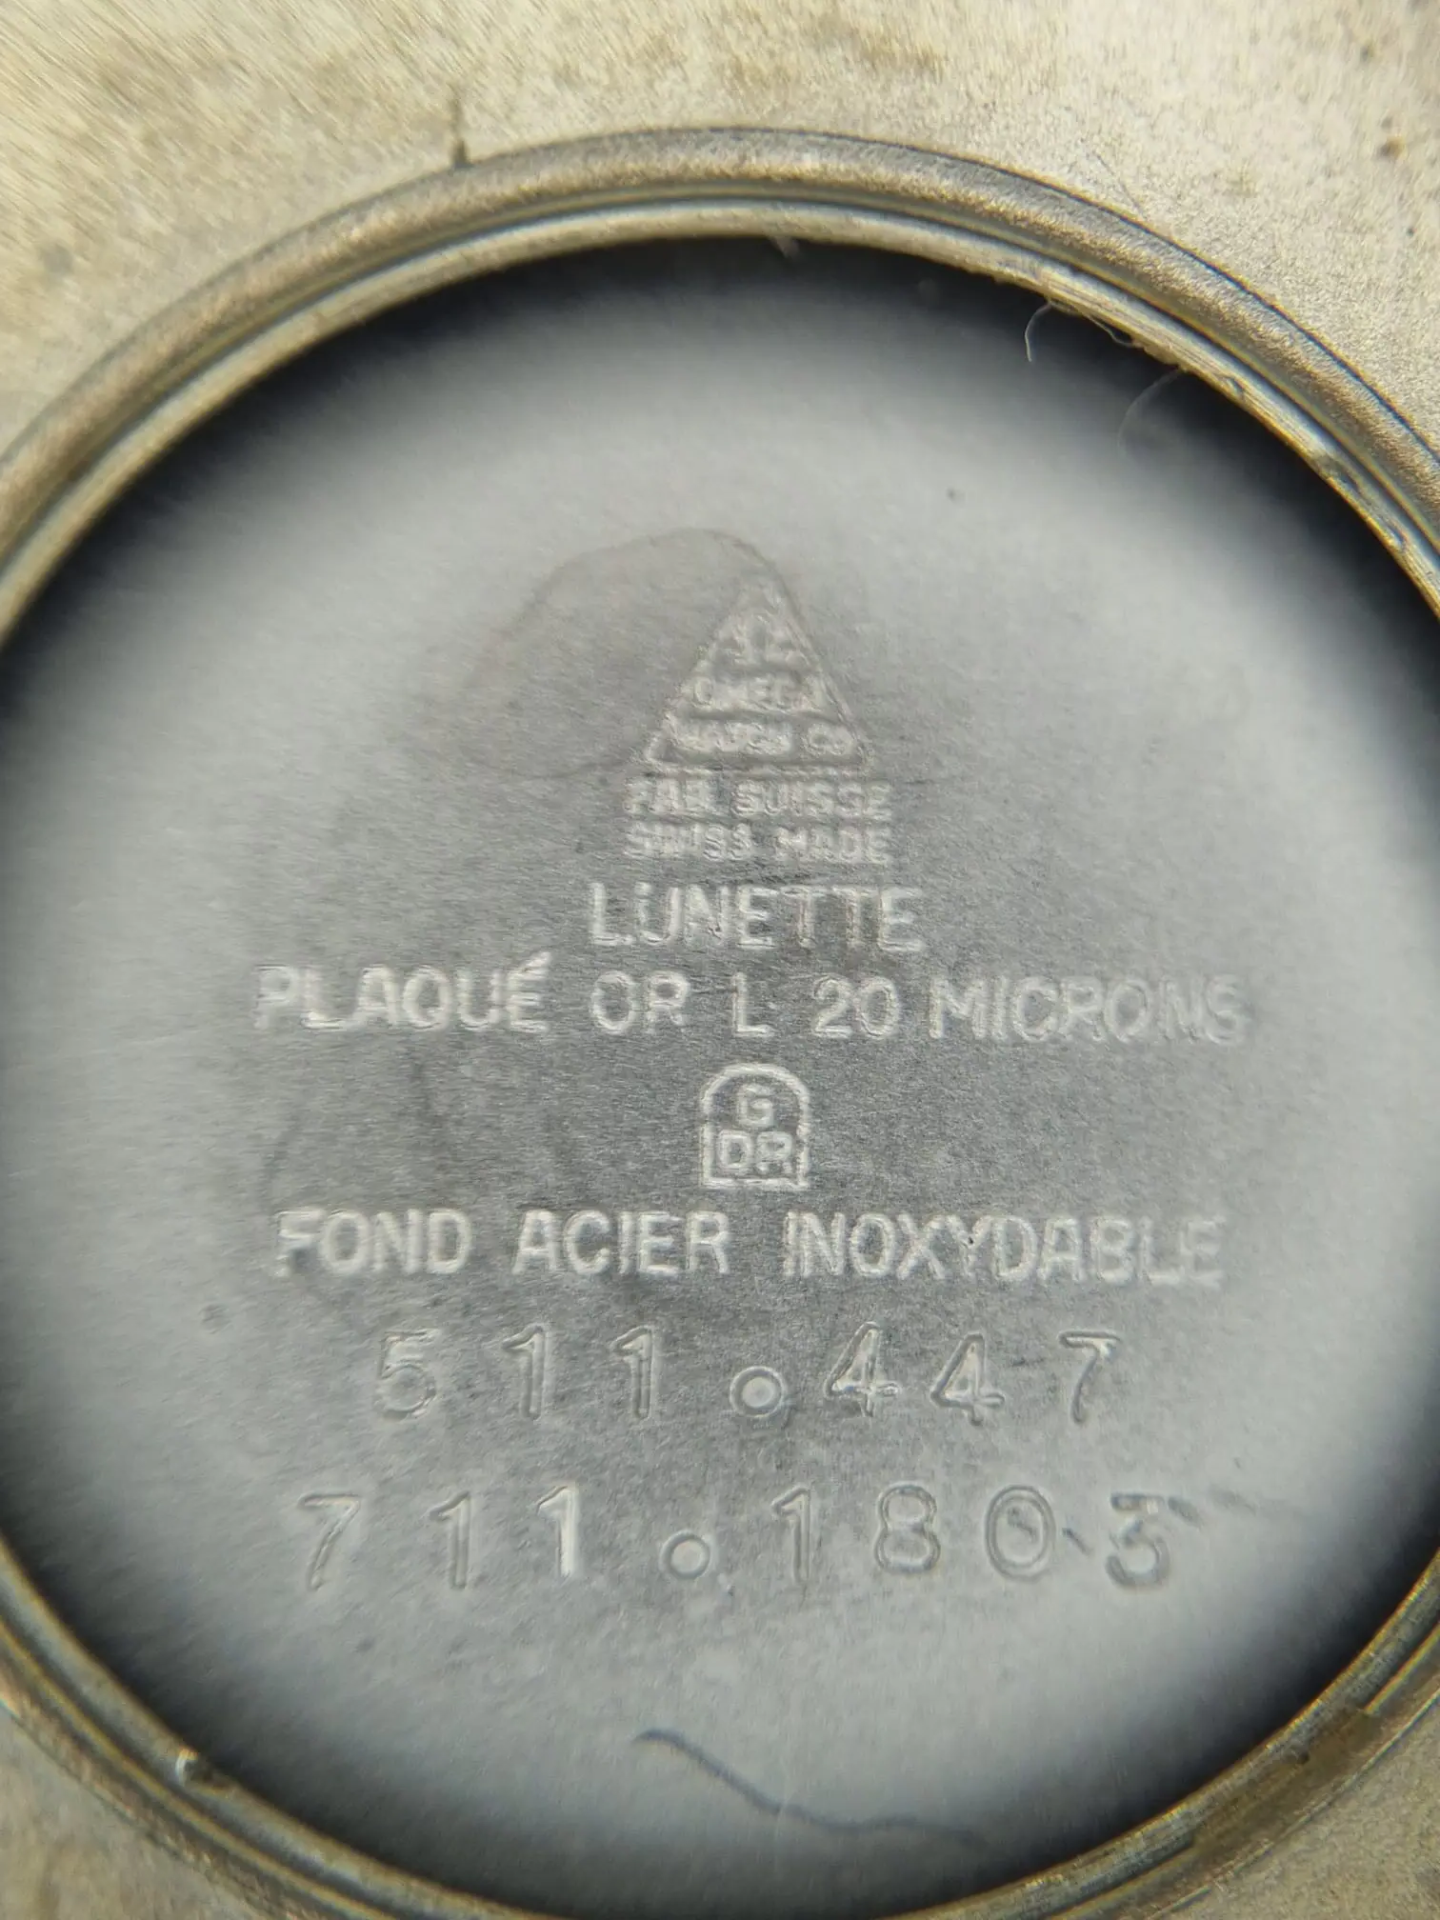 Ω
OMEGA
WATCH CO
FAB. SUISSE
SWISS MADE
LUNETTE
PLAQUÉ OR L 20 MICRONS
G
DR
FOND ACIER INOXYDABLE
511.447
711.1803